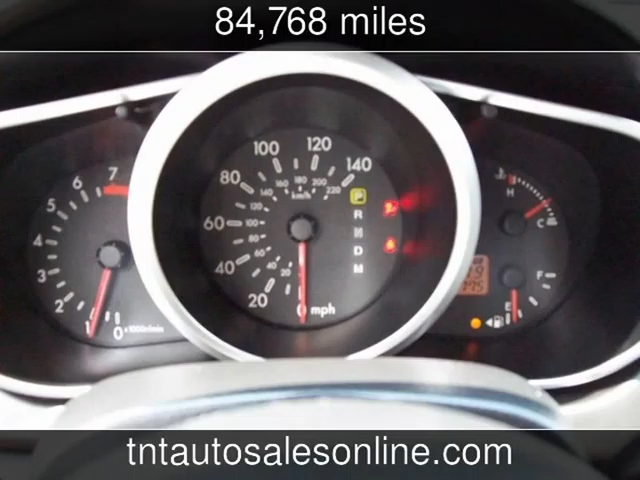 84,768 miles
100 120
80 140
60
40
20
0 mph
km/h
120 140 160 180 200 220
100
80
60
40
20
P
R
N
D
M
7
6
5
4
3
2
1
0 x1000r/min
H
C
F
E
tntautosalesonline.com